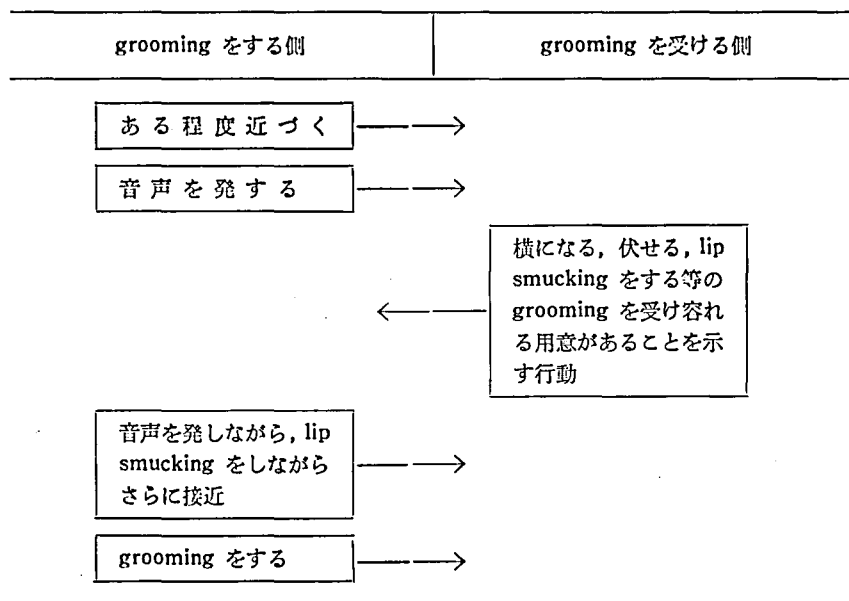 grooming をする側
grooming を受ける側
ある程度近づく
音声を発する
横になる, 伏せる, lip
smucking をする等の
grooming を受け容れ
る用意があることを示
す行動
音声を発しながら, lip
smucking をしながら
さらに接近
grooming をする